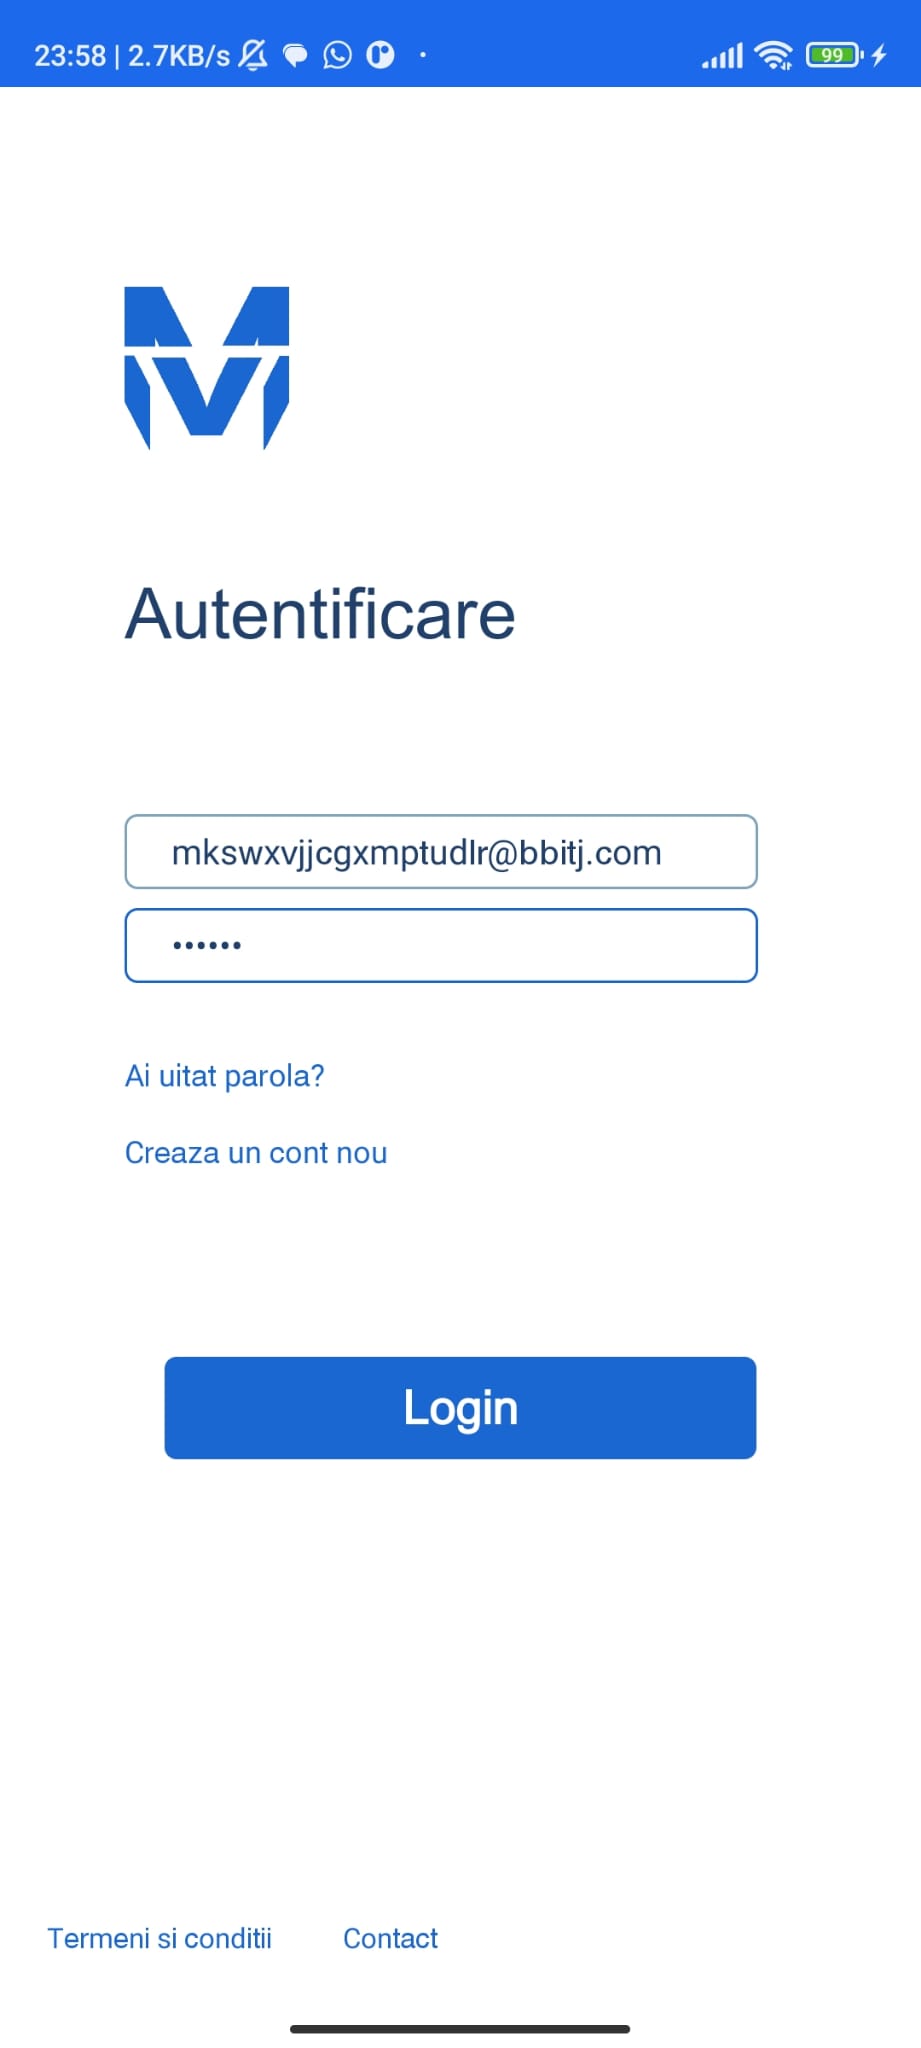 23:58 | 2.7KB/s 99
Autentificare
mkswxvjjcgxmptudlr@bbitj.com
••••••
Ai uitat parola?
Creaza un cont nou
Login
Termeni si conditii Contact